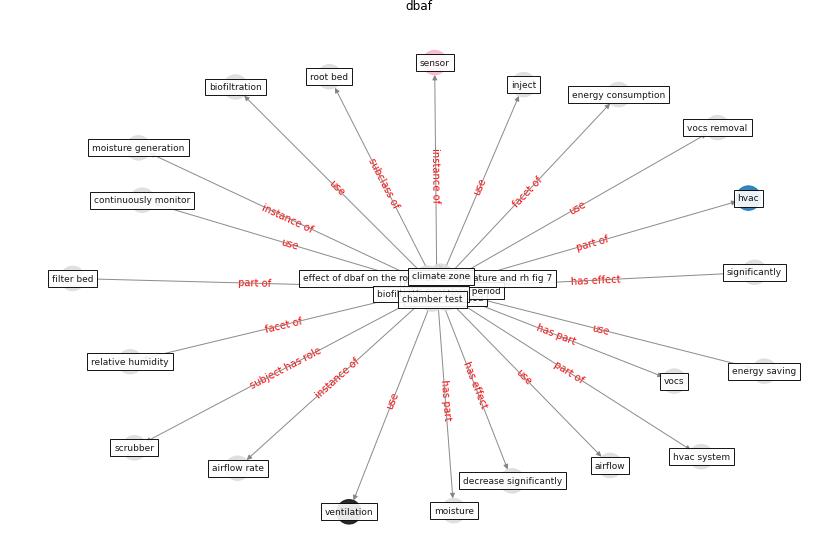 dbaf
sensor
root bed
inject
biofiltration
energy consumption
vocs removal
moisture generation
continuously monitor
hvac
use
subclass of
instance of
use
facet of
use
instance of
use
part of
filter bed
part of
effect of dbaf on the ro
climate zone
ature and rh fig 7
has effect
significantly
biofil
chamber test
period
relative humidity
facet of
subject has role
instance of
use
has part
has effect
use
part of
has part
use
energy saving
vocs
scrubber
airflow rate
airflow
hvac system
decrease significantly
ventilation
moisture